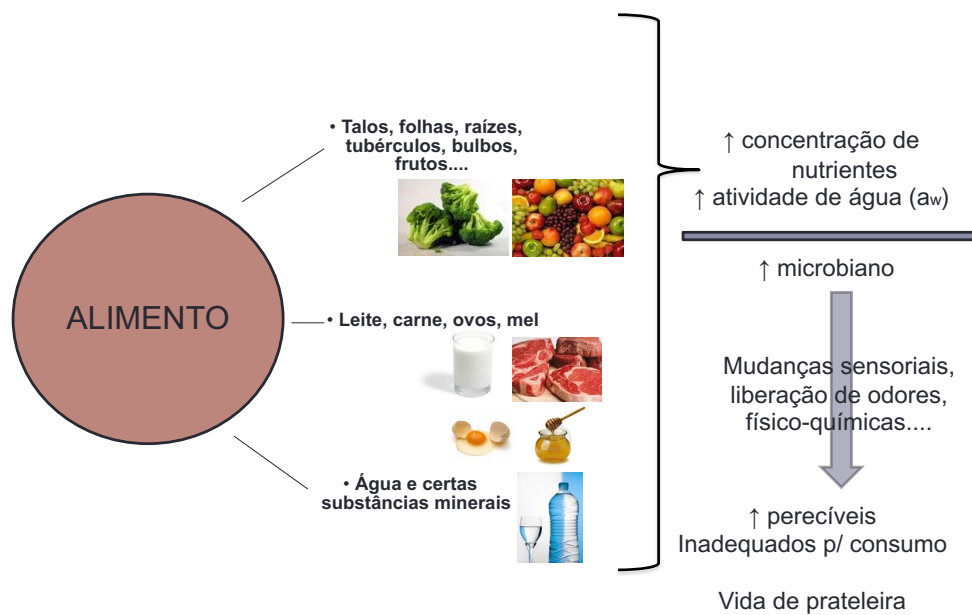 • Talos, folhas, raízes,
tubérculos, bulbos,
frutos....
ALIMENTO
• Leite, carne, ovos, mel
• Água e certas
substâncias minerais
↑ concentração de
nutrientes
↑ atividade de água (aw)
↑ microbiano
Mudanças sensoriais,
liberação de odores,
físico-químicas....
↑ perecíveis
Inadequados p/ consumo
Vida de prateleira